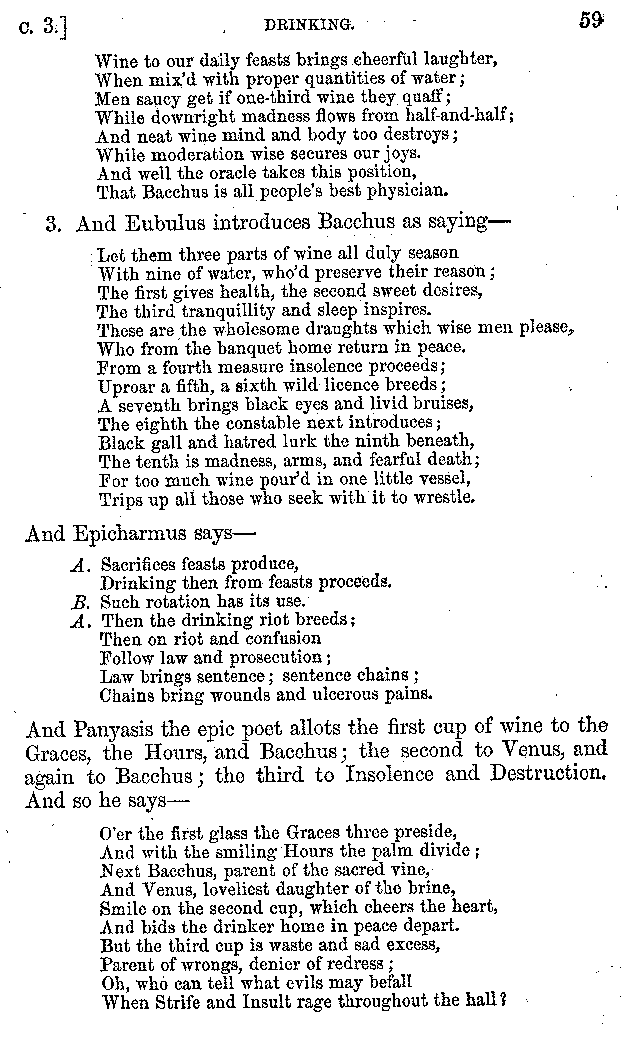 c. 3.] DRINKING. 59
Wine to our daily feasts brings cheerful laughter,
When mix'd with proper quantities of water;
Men saucy get if one-third wine they quaff;
While downright madness flows from half-and-half;
And neat wine mind and body too destroys;
While moderation wise secures our joys.
And well the oracle takes this position,
That Bacchus is all people's best physician.
3. And Eubulus introduces Bacchus as saying—
Let them three parts of wine all duly season
With nine of water, who'd preserve their reason;
The first gives health, the second sweet desires,
The third tranquillity and sleep inspires.
These are the wholesome draughts which wise men please,
Who from the banquet home return in peace.
From a fourth measure insolence proceeds;
Uproar a fifth, a sixth wild licence breeds;
A seventh brings black eyes and livid bruises,
The eighth the constable next introduces;
Black gall and hatred lurk the ninth beneath,
The tenth is madness, arms, and fearful death;
For too much wine pour'd in one little vessel,
Trips up all those who seek with it to wrestle.
And Epicharmus says—
A. Sacrifices feasts produce,
Drinking then from feasts proceeds.
B. Such rotation has its use.
A. Then the drinking riot breeds;
Then on riot and confusion
Follow law and prosecution;
Law brings sentence; sentence chains;
Chains bring wounds and ulcerous pains.
And Panyasis the epic poet allots the first cup of wine to the
Graces, the Hours, and Bacchus; the second to Venus, and
again to Bacchus; the third to Insolence and Destruction.
And so he says—
O'er the first glass the Graces three preside,
And with the smiling Hours the palm divide;
Next Bacchus, parent of the sacred vine,
And Venus, loveliest daughter of the brine,
Smile on the second cup, which cheers the heart,
And bids the drinker home in peace depart.
But the third cup is waste and sad excess,
Parent of wrongs, denier of redress;
Oh, who can tell what evils may befall
When Strife and Insult rage throughout the hall?